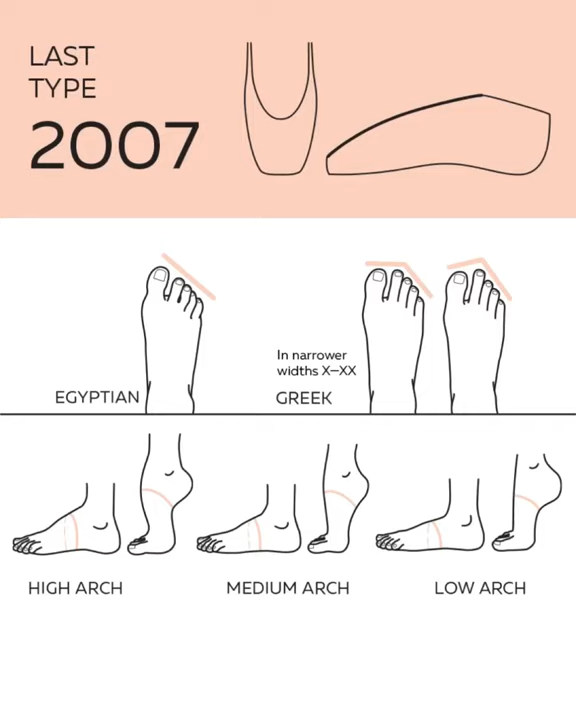 LAST
TYPE
2007
In narrower
widths X–XX
EGYPTIAN
GREEK
HIGH ARCH
MEDIUM ARCH
LOW ARCH